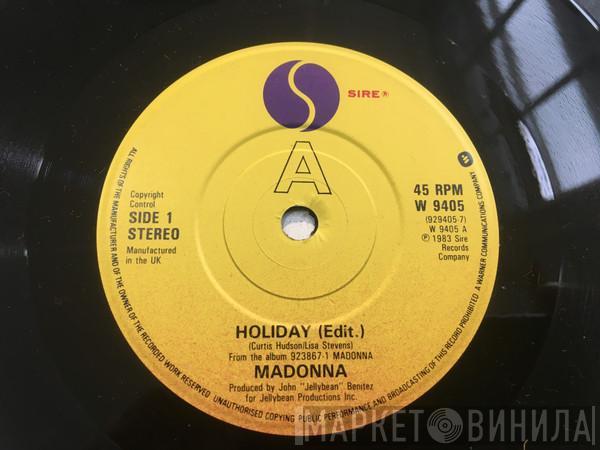 SIRE®
A
Copyright
Control
SIDE 1
STEREO
Manufactured
in the UK
45 RPM
W 9405
(929405-7)
W 9405 A
℗ 1983 Sire
Records
Company
HOLIDAY (Edit.)
(Curtis Hudson/Lisa Stevens)
From the album 923867-1 MADONNA
MADONNA
Produced by John "Jellybean" Benitez
for Jellybean Productions Inc.
ALL RIGHTS OF THE MANUFACTURER AND OF THE OWNER OF THE RECORDED WORK RESERVED. UNAUTHORISED COPYING PUBLIC PERFORMANCE AND BROADCASTING OF THIS RECORD PROHIBITED. A WARNER COMMUNICATIONS COMPANY
МАРКЕТ ВИНИЛА